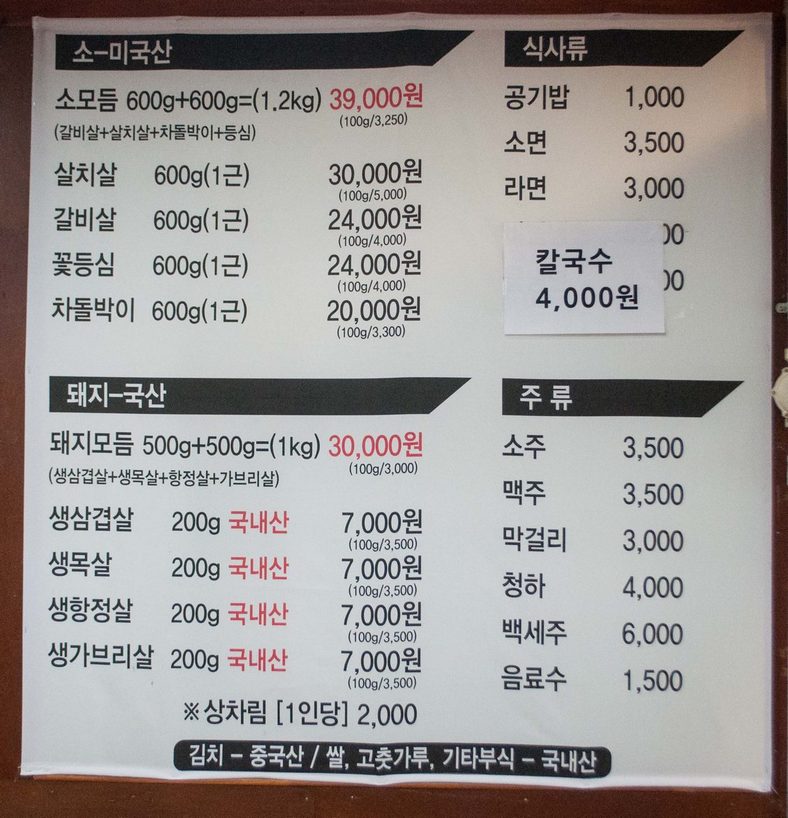 소-미국산
소모듬 600g+600g=(1.2kg) 39,000원
(100g/3,250)
(갈비살+살치살+차돌박이+등심)
살치살 600g(1근) 30,000원
(100g/5,000)
갈비살 600g(1근) 24,000원
(100g/4,000)
꽃등심 600g(1근) 24,000원
(100g/4,000)
차돌박이 600g(1근) 20,000원
(100g/3,300)
돼지-국산
돼지모듬 500g+500g=(1kg) 30,000원
(100g/3,000)
(생삼겹살+생목살+항정살+가브리살)
생삼겹살 200g 국내산 7,000원
(100g/3,500)
생목살 200g 국내산 7,000원
(100g/3,500)
생항정살 200g 국내산 7,000원
(100g/3,500)
생가브리살 200g 국내산 7,000원
(100g/3,500)
※상차림 [1인당] 2,000
식사류
공기밥 1,000
소면 3,500
라면 3,000
00
칼국수
00
4,000원
주 류
소주 3,500
맥주 3,500
막걸리 3,000
청하 4,000
백세주 6,000
음료수 1,500
김치 - 중국산 / 쌀, 고춧가루, 기타부식 - 국내산